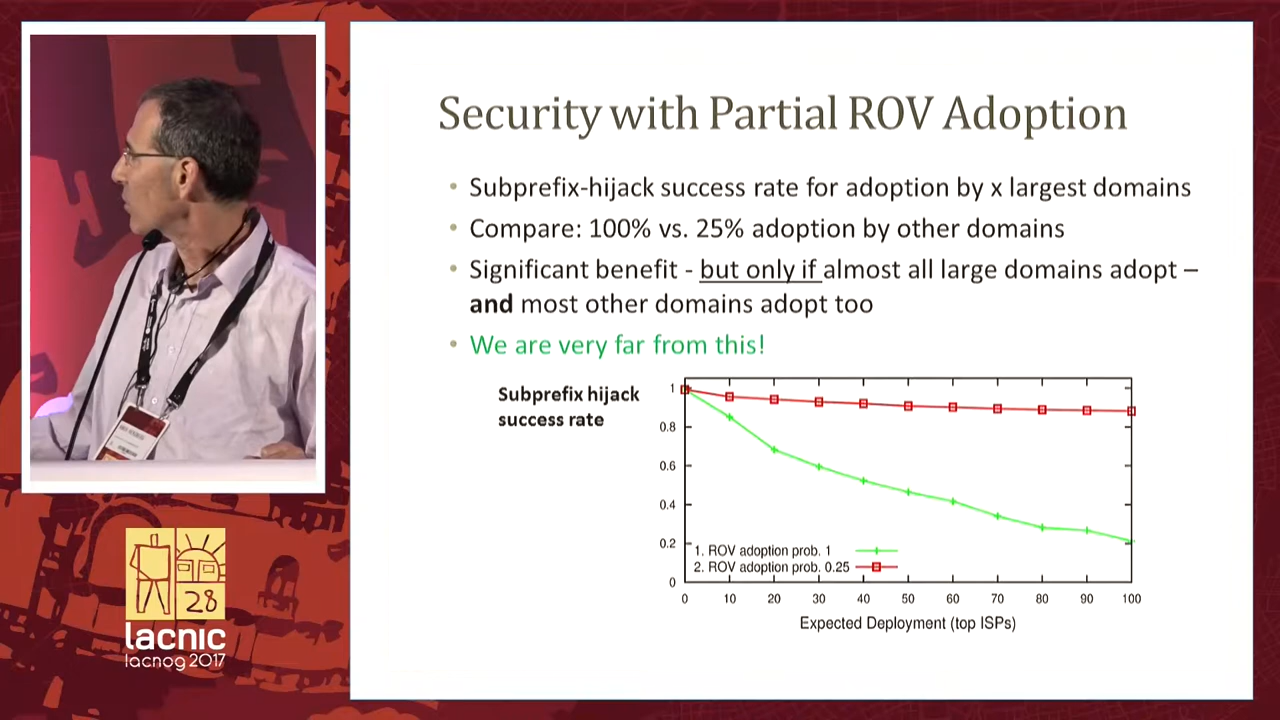 Security with Partial ROV Adoption
• Subprefix-hijack success rate for adoption by x largest domains
• Compare: 100% vs. 25% adoption by other domains
• Significant benefit - but only if almost all large domains adopt –
and most other domains adopt too
• We are very far from this!
Subprefix hijack
success rate
1
0.8
0.6
0.4
0.2
0
1. ROV adoption prob. 1
2. ROV adoption prob. 0.25
0 10 20 30 40 50 60 70 80 90 100
Expected Deployment (top ISPs)
28
lacnic
lacnog 2017